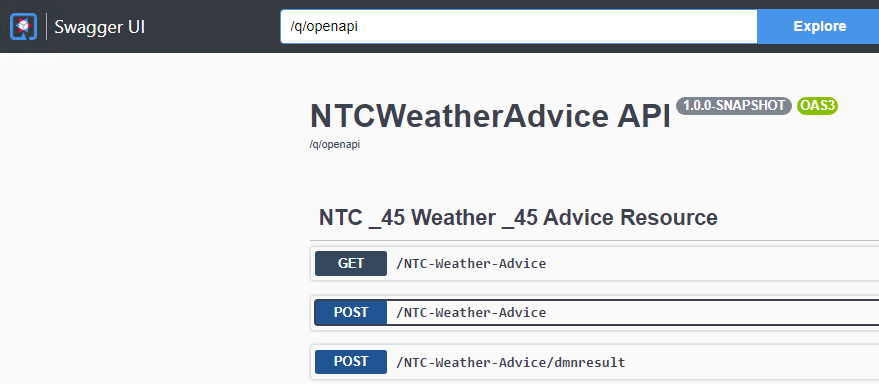 Swagger UI
/q/openapi
Explore
NTCWeatherAdvice API 1.0.0-SNAPSHOT OAS3
/q/openapi
NTC _45 Weather _45 Advice Resource
GET /NTC-Weather-Advice
POST /NTC-Weather-Advice
POST /NTC-Weather-Advice/dmnresult